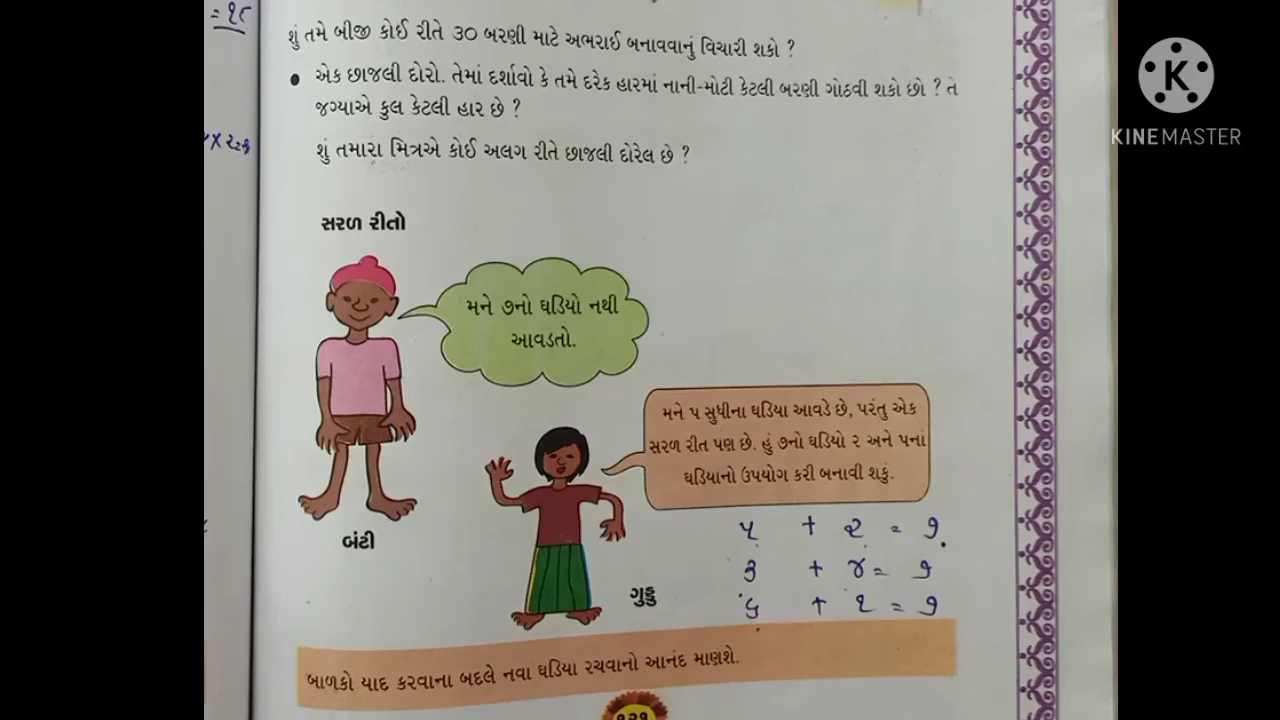 = ૧૮
શું તમે બીજી કોઈ રીતે ૩૦ બરણી માટે અભરાઈ બનાવવાનું વિચારી શકો ?
• એક છાજલી દોરો. તેમાં દર્શાવો કે તમે દરેક હારમાં નાની-મોટી કેટલી બરણી ગોઠવી શકો છો ? તે
જગ્યાએ કુલ કેટલી હાર છે ?
શું તમારા મિત્રએ કોઈ અલગ રીતે છાજલી દોરેલ છે ?
KINEMASTER
સરળ રીતો
મને ૭નો ઘડિયો નથી
આવડતો.
મને ૫ સુધીના ઘડિયા આવડે છે, પરંતુ એક
સરળ રીત પણ છે. હું ૭નો ઘડિયો ૨ અને ૫નાં
ઘડિયાનો ઉપયોગ કરી બનાવી શકું.
બંટી
ગુડ્ડુ
૫ + ૨ = ૭
૩ + ૪ = ૭
૬ + ૧ = ૭
બાળકો યાદ કરવાના બદલે નવા ઘડિયા રચવાનો આનંદ માણશે.